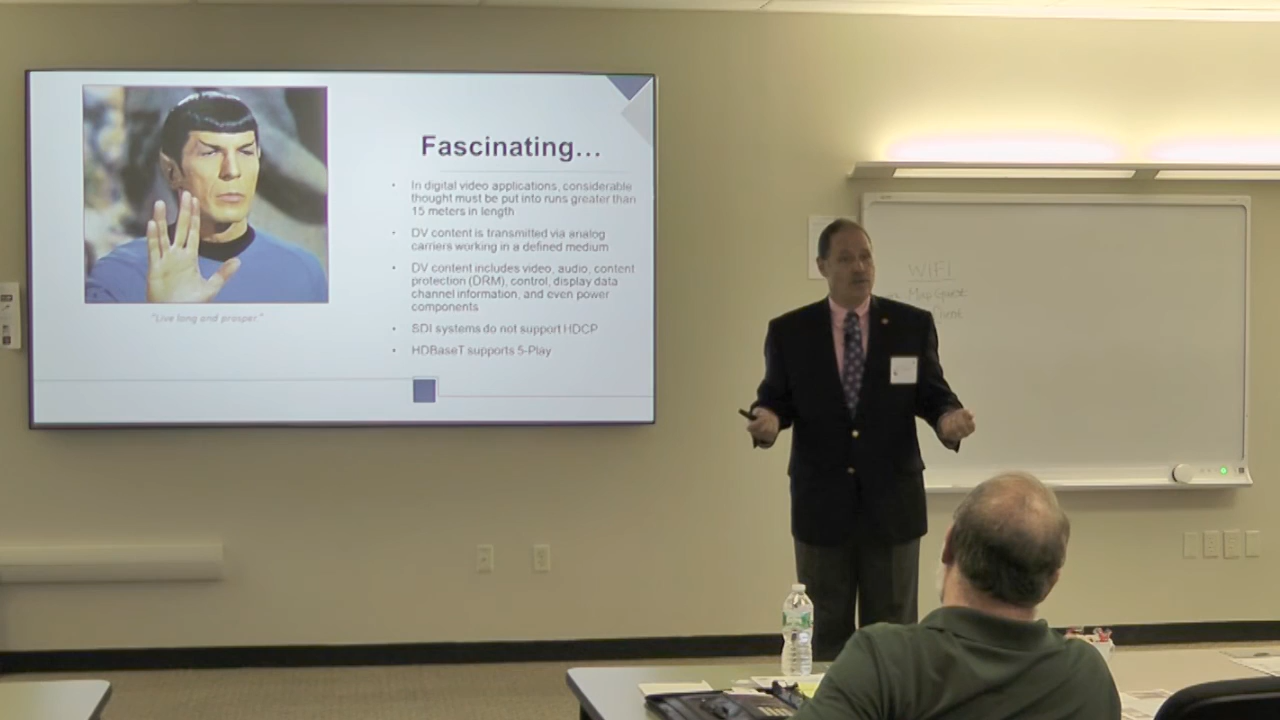 Fascinating...
• In digital video applications, considerable
thought must be put into runs greater than
15 meters in length
• DV content is transmitted via analog
carriers working in a defined medium
• DV content includes video, audio, content
protection (DRM), control, display data
channel information, and even power
components
• SDI systems do not support HDCP
• HDBaseT supports 5-Play
"Live long and prosper"
WIFI
MapGuest